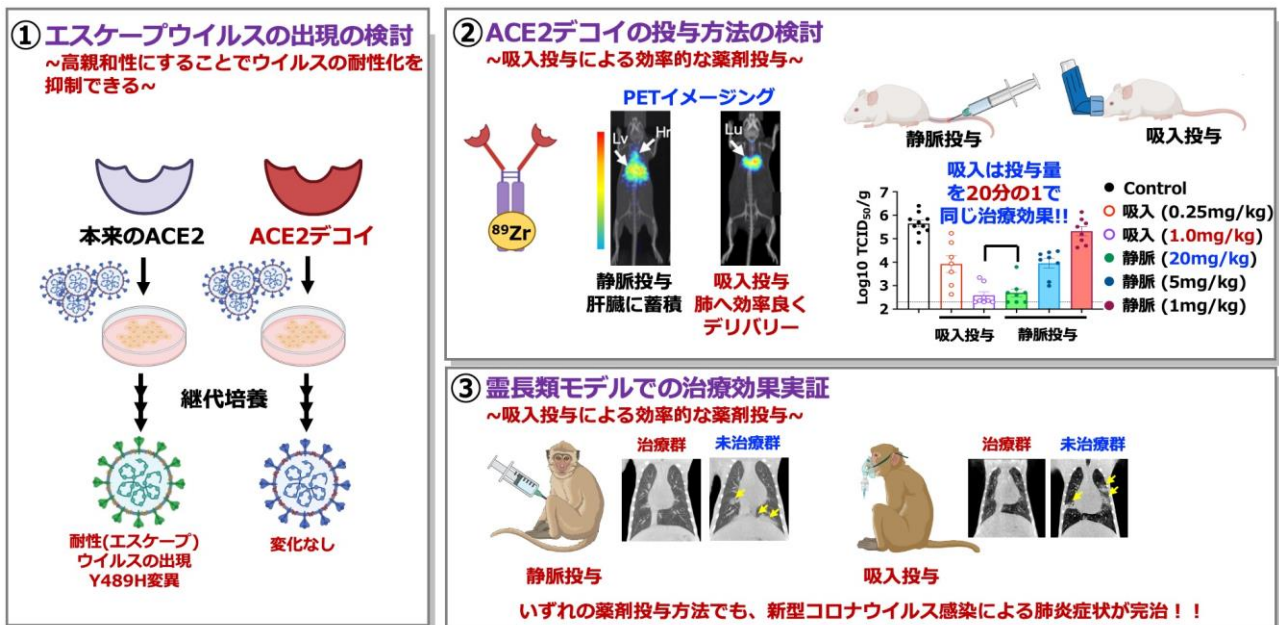 ① エスケープウイルスの出現の検討
~高親和性にすることでウイルスの耐性化を
抑制できる~
本来のACE2
ACE2デコイ
継代培養
耐性(エスケープ)
ウイルスの出現
Y489H変異
変化なし
② ACE2デコイの投与方法の検討
~吸入投与による効率的な薬剤投与~
PETイメージング
89Zr
Lv
Hr
Lu
静脈投与
肝臓に蓄積
吸入投与
肺へ効率良く
デリバリー
静脈投与
吸入投与
吸入は投与量
を20分の1で
同じ治療効果!!
Log10 TCID50/g
7
6
5
4
3
2
吸入投与
静脈投与
Control
吸入 (0.25mg/kg)
吸入 (1.0mg/kg)
静脈 (20mg/kg)
静脈 (5mg/kg)
静脈 (1mg/kg)
③ 霊長類モデルでの治療効果実証
~吸入投与による効率的な薬剤投与~
治療群
未治療群
静脈投与
治療群
未治療群
吸入投与
いずれの薬剤投与方法でも、新型コロナウイルス感染による肺炎症状が完治！！